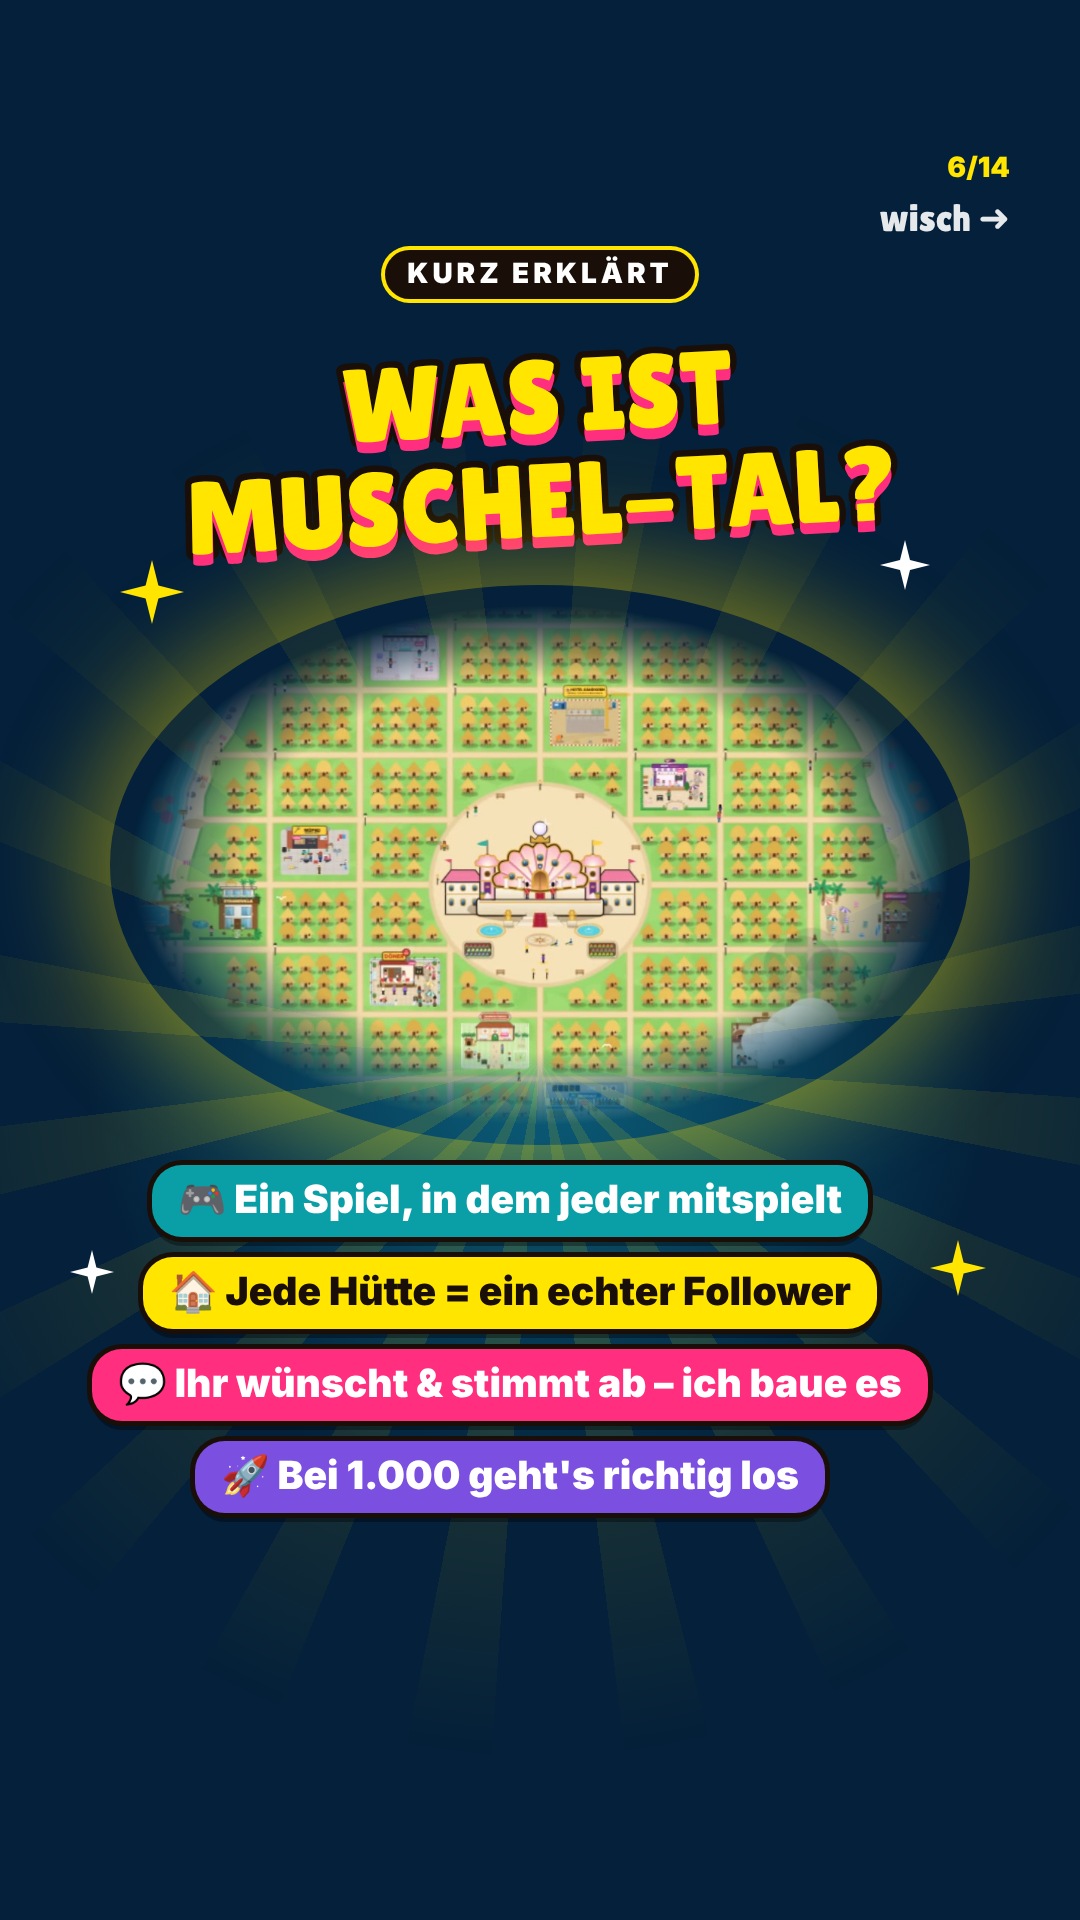 6/14
wisch →
KURZ ERKLÄRT
WAS IST
MUSCHEL-TAL?
DÖNER
🎮 Ein Spiel, in dem jeder mitspielt
🏠 Jede Hütte = ein echter Follower
💬 Ihr wünscht & stimmt ab – ich baue es
🚀 Bei 1.000 geht's richtig los